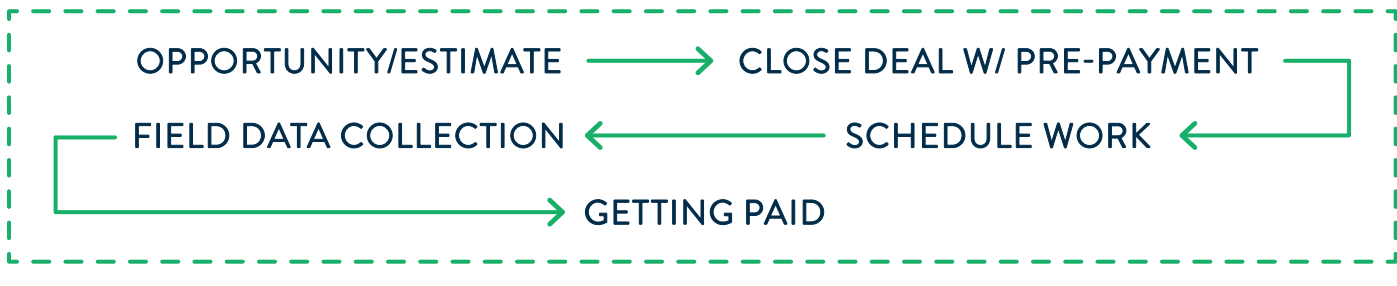 OPPORTUNITY/ESTIMATE
CLOSE DEAL W/ PRE-PAYMENT
SCHEDULE WORK
FIELD DATA COLLECTION
GETTING PAID